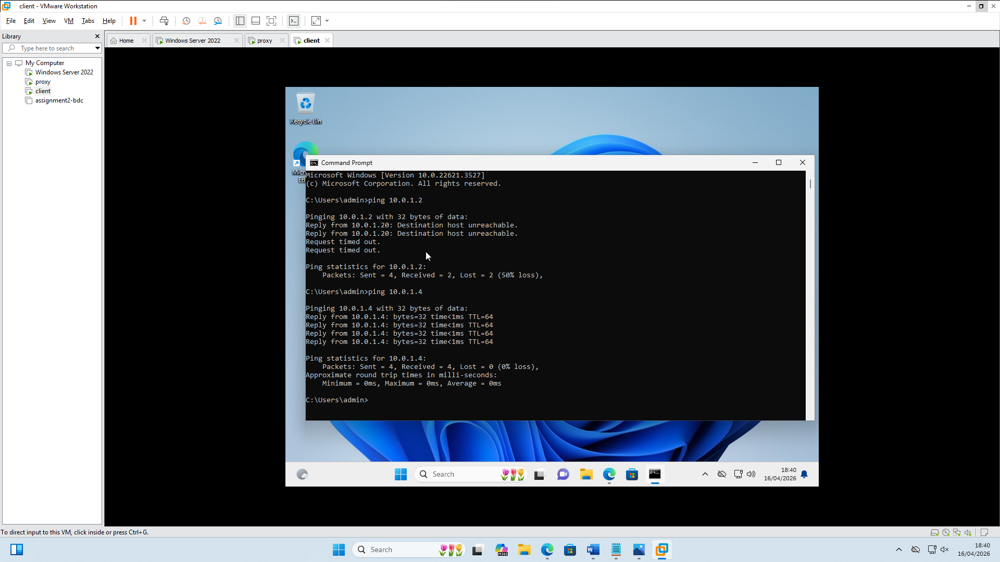 client - VMware Workstation
File Edit View VM Tabs Help
Library
Type here to search
My Computer
Windows Server 2022
proxy
client
assignment2-bdc
Home
Windows Server 2022
proxy
client
Recycle Bin
Micr
Ed
Command Prompt
Microsoft Windows [Version 10.0.22621.3527]
(c) Microsoft Corporation. All rights reserved.
C:\Users\admin>ping 10.0.1.2
Pinging 10.0.1.2 with 32 bytes of data:
Reply from 10.0.1.20: Destination host unreachable.
Reply from 10.0.1.20: Destination host unreachable.
Request timed out.
Request timed out.
Ping statistics for 10.0.1.2:
Packets: Sent = 4, Received = 2, Lost = 2 (50% loss),
C:\Users\admin>ping 10.0.1.4
Pinging 10.0.1.4 with 32 bytes of data:
Reply from 10.0.1.4: bytes=32 time<1ms TTL=64
Reply from 10.0.1.4: bytes=32 time<1ms TTL=64
Reply from 10.0.1.4: bytes=32 time<1ms TTL=64
Reply from 10.0.1.4: bytes=32 time<1ms TTL=64
Ping statistics for 10.0.1.4:
Packets: Sent = 4, Received = 4, Lost = 0 (0% loss),
Approximate round trip times in milli-seconds:
Minimum = 0ms, Maximum = 0ms, Average = 0ms
C:\Users\admin>
Search
18:40
16/04/2026
To direct input to this VM, click inside or press Ctrl+G.
Search
M365
18:40
16/04/2026